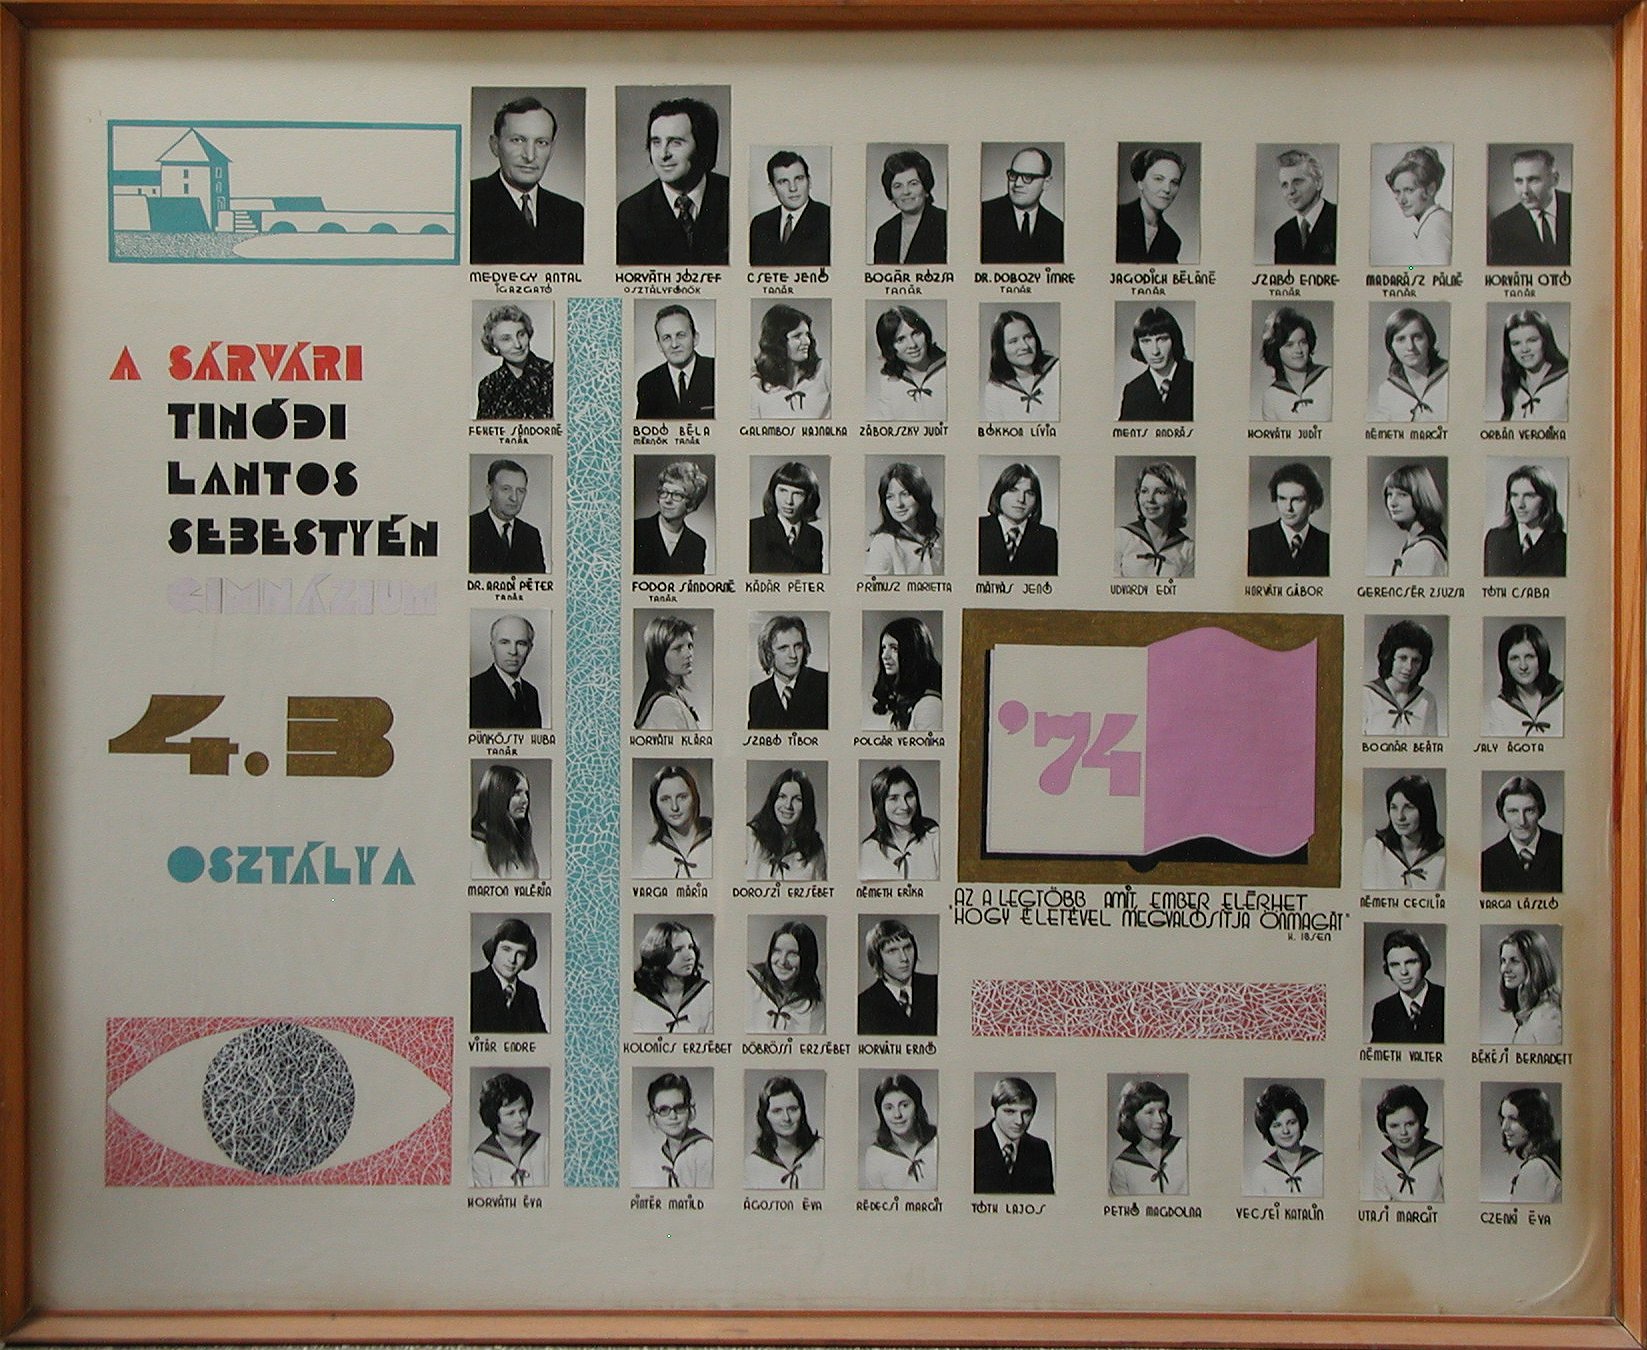 A SÁRVÁRI
TINÓDI
LANTOS
SEBESTYÉN
GIMNÁZIUM
4.B
OSZTÁLYA
MEDVEGY ANTAL
IGAZGATÓ
HORVÁTH JÓZSEF
OSZTÁLYFŐNÖK
CSETE JENŐ
TANÁR
BOGÁR RÓZSA
TANÁR
DR. DOBOZY IMRE
TANÁR
JAGODICH BÉLÁNÉ
TANÁR
SZABÓ ENDRE
TANÁR
MADARÁSZ PÁLNÉ
TANÁR
HORVÁTH OTTÓ
TANÁR
FEKETE SÁNDORNÉ
TANÁR
BODÓ BÉLA
MÉRNÖK TANÁR
GALAMBOS HAJNALKA
ZÁBORSZKY JUDIT
BOKKON LÍVIA
MENTS ANDRÁS
HORVÁTH JUDIT
NÉMETH MARGIT
ORBÁN VERONIKA
DR. ARADI PÉTER
TANÁR
FODOR SÁNDORNÉ
TANÁR
KÁDÁR PÉTER
PRIMUSZ MARIETTA
MÁTYÁS JENŐ
UDVARDY EDIT
HORVÁTH GÁBOR
GERENCSÉR ZSUZSA
TÓTH CSABA
PÜNKÖSTY HUBA
TANÁR
HORVÁTH KLÁRA
SZABÓ TIBOR
POLGÁR VERONIKA
'74
BOGNÁR BEÁTA
SALY ÁGOTA
MARTON VALÉRIA
VARGA MÁRIA
DOROSZI ERZSÉBET
NÉMETH ERIKA
"AZ A LEGTÖBB AMIT EMBER ELÉRHET
HOGY ÉLETÉVEL MEGVALÓSÍTJA ÖNMAGÁT"
H. IBSEN
NÉMETH CECILIA
VARGA LÁSZLÓ
VITÁR ENDRE
KOLONICS ERZSÉBET
DÖBRÖSSI ERZSÉBET
HORVÁTH ERNŐ
NÉMETH VALTER
BÉKÉSI BERNADETT
HORVÁTH ÉVA
PINTÉR MATILD
ÁGOSTON ÉVA
RÉDECSI MARGIT
TÓTH LAJOS
PETHŐ MAGDOLNA
VECSEI KATALIN
UTASI MARGIT
CZENKI ÉVA